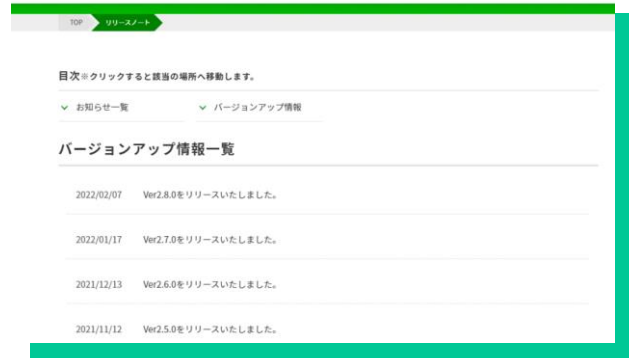 TOP リリースノート
目次※クリックすると該当の場所へ移動します。
お知らせ一覧 バージョンアップ情報
バージョンアップ情報一覧
2022/02/07 Ver2.8.0をリリースいたしました。
2022/01/17 Ver2.7.0をリリースいたしました。
2021/12/13 Ver2.6.0をリリースいたしました。
2021/11/12 Ver2.5.0をリリースいたしました。